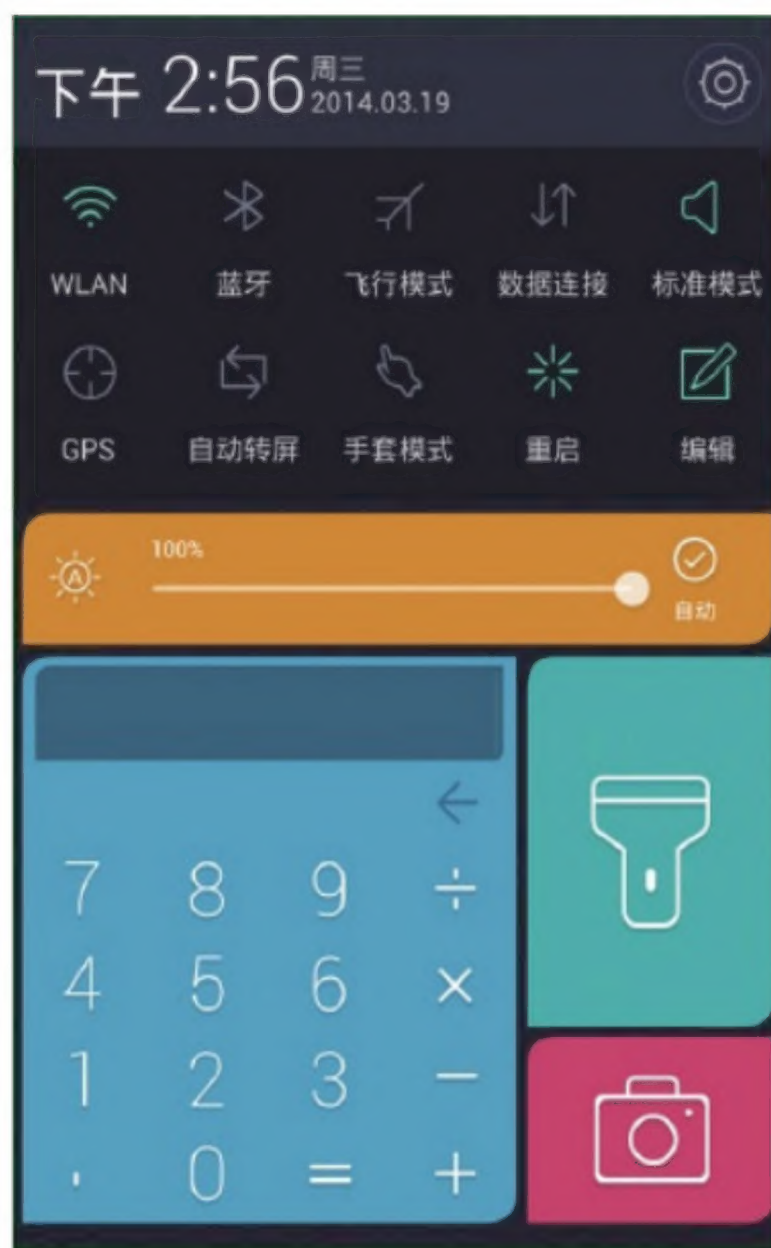 下午 2:56 周三
2014.03.19
WLAN 蓝牙 飞行模式 数据连接 标准模式
GPS 自动转屏 手套模式 重启 编辑
100%
A
自动
7 8 9 ÷
4 5 6 ×
1 2 3 −
. 0 = +